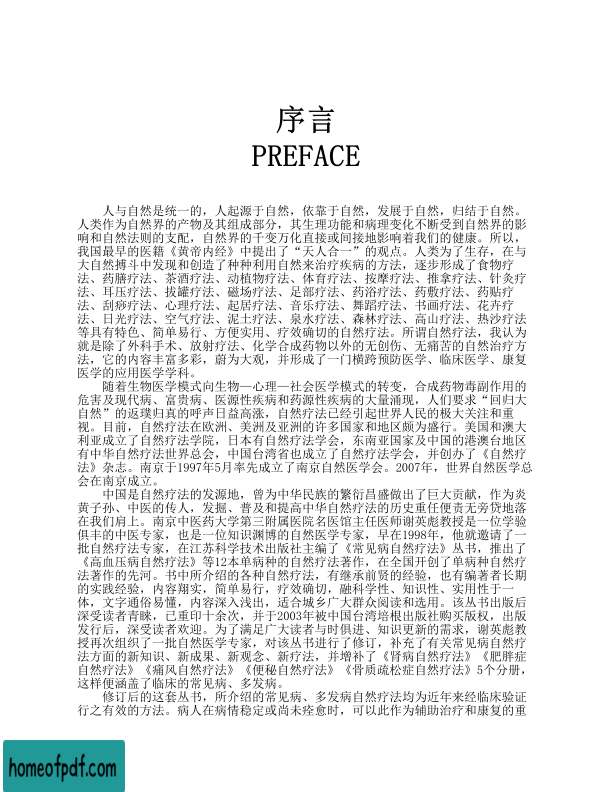 序言
PREFACE
人与自然是统一的，人起源于自然，依靠于自然，发展于自然，归结于自然。
人类作为自然界的产物及其组成部分，其生理功能和病理变化不断受到自然界的影
响和自然法则的支配，自然界的千变万化直接或间接地影响着我们的健康。所以，
我国最早的医籍《黄帝内经》中提出了“天人合一”的观点。人类为了生存，在与
大自然搏斗中发现和创造了种种利用自然来治疗疾病的方法，逐步形成了食物疗
法、药膳疗法、茶酒疗法、动植物疗法、体育疗法、按摩疗法、推拿疗法、针灸疗
法、耳压疗法、拔罐疗法、磁场疗法、足部疗法、药浴疗法、药敷疗法、药贴疗
法、刮痧疗法、心理疗法、起居疗法、音乐疗法、舞蹈疗法、书画疗法、花卉疗
法、日光疗法、空气疗法、泥土疗法、泉水疗法、森林疗法、高山疗法、热沙疗法
等具有特色、简单易行、方便实用、疗效确切的自然疗法。所谓自然疗法，我认为
就是除了外科手术、放射疗法、化学合成药物以外的无创伤、无痛苦的自然治疗方
法，它的内容丰富多彩，蔚为大观，并形成了一门横跨预防医学、临床医学、康复
医学的应用医学学科。
随着生物医学模式向生物—心理—社会医学模式的转变，合成药物毒副作用的
危害及现代病、富贵病、医源性疾病和药源性疾病的大量涌现，人们要求“回归大
自然”的返璞归真的呼声日益高涨，自然疗法已经引起世界人民的极大关注和重
视。目前，自然疗法在欧洲、美洲及亚洲的许多国家和地区颇为盛行。美国和澳大
利亚成立了自然疗法学院，日本有自然疗法学会，东南亚国家及中国的港澳台地区
有中华自然疗法世界总会，中国台湾省也成立了自然疗法学会，并创办了《自然疗
法》杂志。南京于1997年5月率先成立了南京自然医学会。2007年，世界自然医学总
会在南京成立。
中国是自然疗法的发源地，曾为中华民族的繁衍昌盛做出了巨大贡献，作为炎
黄子孙、中医的传人，发掘、普及和提高中华自然疗法的历史重任便责无旁贷地落
在我们肩上。南京中医药大学第三附属医院名医馆主任医师谢英彪教授是一位学验
俱丰的中医专家，也是一位知识渊博的自然医学专家，早在1998年，他就邀请了一
批自然疗法专家，在江苏科学技术出版社主编了《常见病自然疗法》丛书，推出了
《高血压病自然疗法》等12本单病种的自然疗法著作，在全国开创了单病种自然疗
法著作的先河。书中所介绍的各种自然疗法，有继承前贤的经验，也有编著者长期
的实践经验，内容翔实，简单易行，疗效确切，融科学性、知识性、实用性于一
体，文字通俗易懂，内容深入浅出，适合城乡广大群众阅读和选用。该丛书出版后
深受读者青睐，已重印十余次，并于2003年被中国台湾培根出版社购买版权，出版
发行后，深受读者欢迎。为了满足广大读者与时俱进、知识更新的需求，谢英彪教
授再次组织了一批自然医学专家，对该丛书进行了修订，补充了有关常见病自然疗
法方面的新知识、新成果、新观念、新疗法，并增补了《肾病自然疗法》《肥胖症
自然疗法》《痛风自然疗法》《便秘自然疗法》《骨质疏松症自然疗法》5个分册，
这样便涵盖了临床的常见病、多发病。
修订后的这套丛书，所介绍的常见病、多发病自然疗法均为近年来经临床验证
行之有效的方法。病人在病情稳定或尚未痊愈时，可以此作为辅助治疗和康复的重
homeofpdf.com